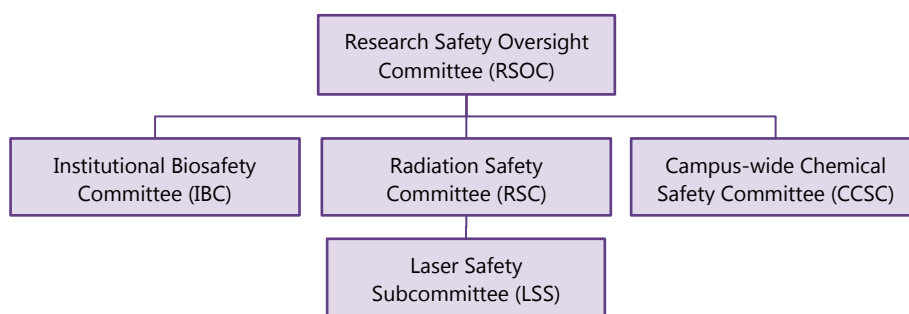 Research Safety Oversight
Committee (RSOC)
Institutional Biosafety
Committee (IBC)
Radiation Safety
Committee (RSC)
Campus-wide Chemical
Safety Committee (CCSC)
Laser Safety
Subcommittee (LSS)